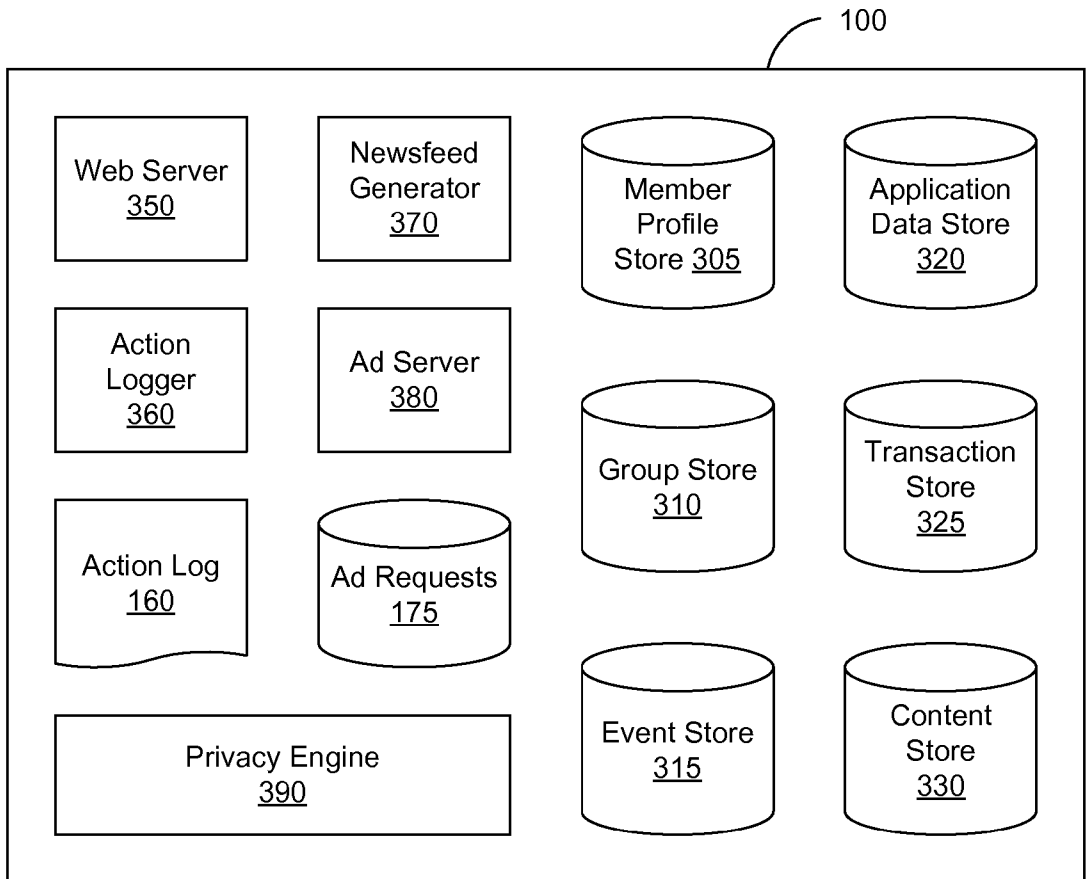 100
Web Server
350
Newsfeed
Generator
370
Member
Profile
Store 305
Application
Data Store
320
Action
Logger
360
Ad Server
380
Group Store
310
Transaction
Store
325
Action Log
160
Ad Requests
175
Event Store
315
Content
Store
330
Privacy Engine
390